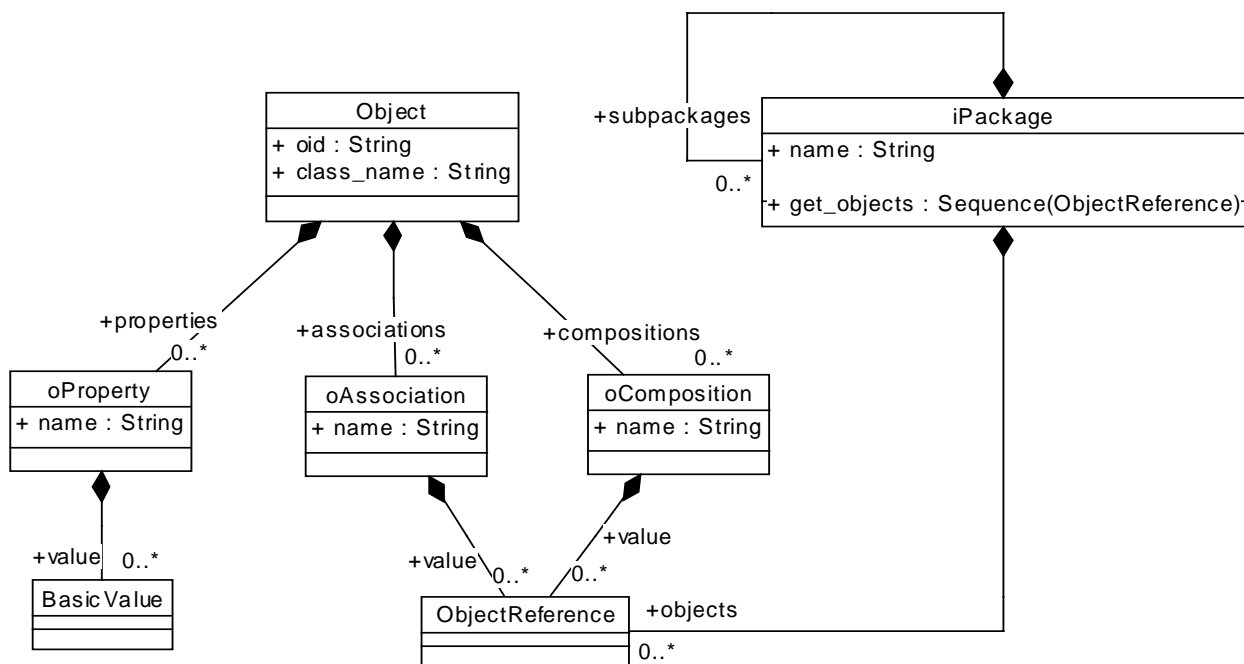 Object
+ oid : String
+ class_name : String
+subpackages
0..*
iPackage
+ name : String
+ get_objects : Sequence(ObjectReference)
+properties
0..*
+associations
0..*
+compositions
0..*
oProperty
+ name : String
oAssociation
+ name : String
oComposition
+ name : String
+value
0..*
+value
0..*
+value
0..*
BasicValue
ObjectReference
+objects
0..*